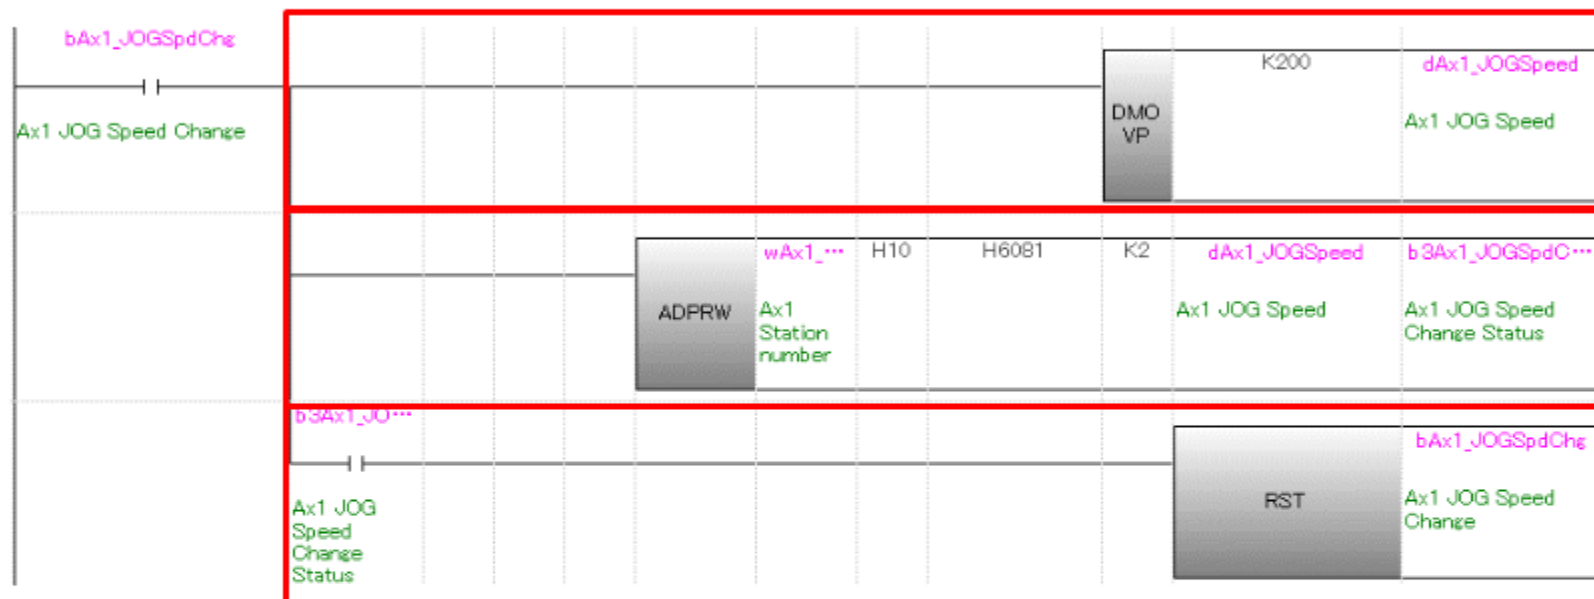 bAx1_JOGSpdChg
Ax1 JOG Speed Change
DMO
VP
K200
dAx1_JOGSpeed
Ax1 JOG Speed
ADPRW
wAx1_…
Ax1
Station
number
H10
H6081
K2
dAx1_JOGSpeed
Ax1 JOG Speed
b3Ax1_JOGSpdC…
Ax1 JOG Speed
Change Status
b3Ax1_JO…
Ax1 JOG
Speed
Change
Status
RST
bAx1_JOGSpdChg
Ax1 JOG Speed
Change